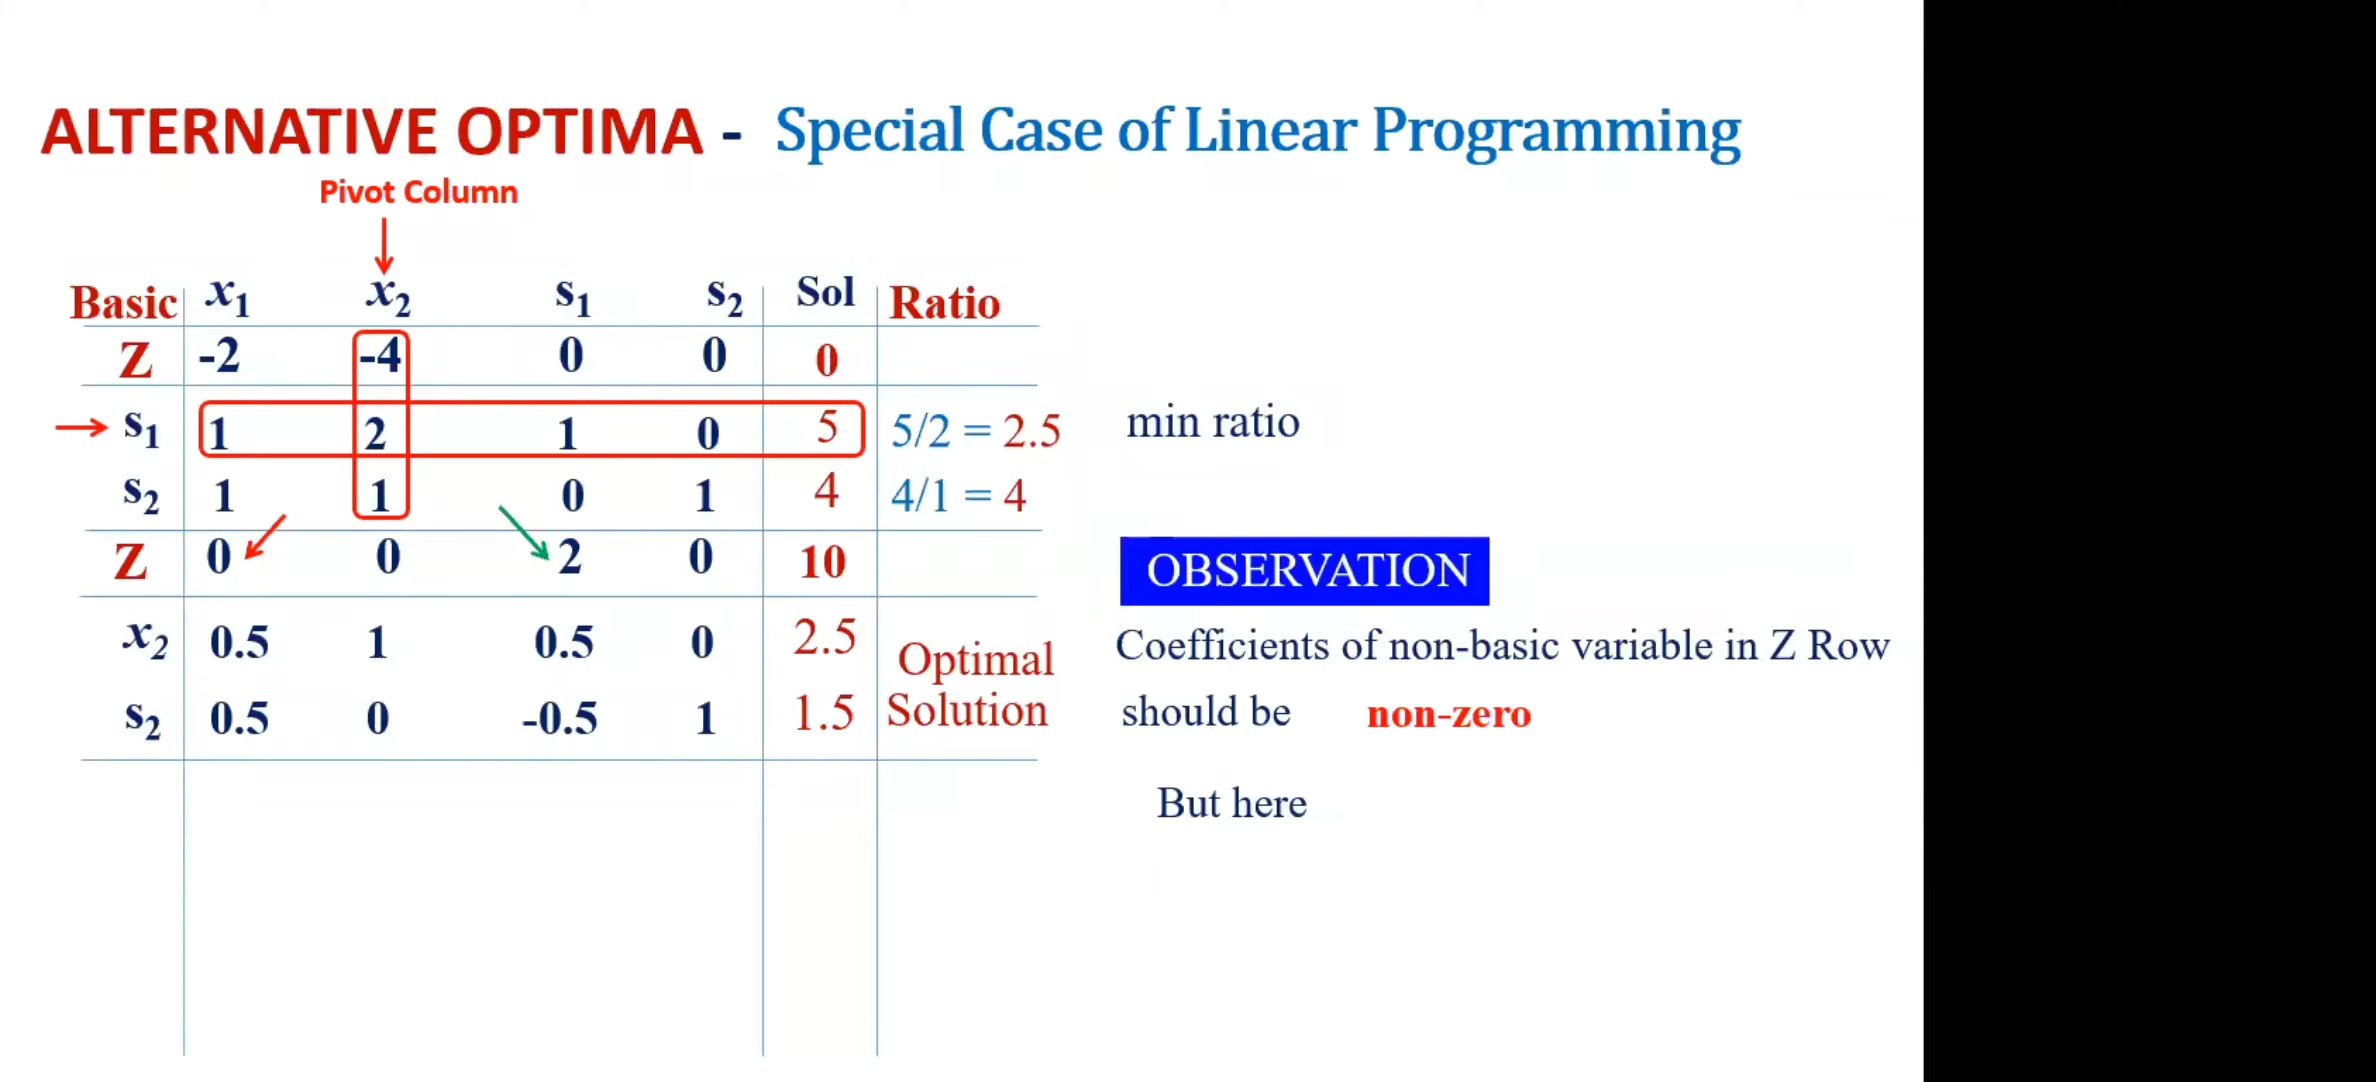 ALTERNATIVE OPTIMA - Special Case of Linear Programming
Pivot Column
Basic x₁ x₂ s₁ s₂ Sol Ratio
Z -2 -4 0 0 0
s₁ 1 2 1 0 5 5/2 = 2.5 min ratio
s₂ 1 1 0 1 4 4/1 = 4
Z 0 0 2 0 10
OBSERVATION
x₂ 0.5 1 0.5 0 2.5
s₂ 0.5 0 -0.5 1 1.5
Optimal
Solution
Coefficients of non-basic variable in Z Row
should be non-zero
But here